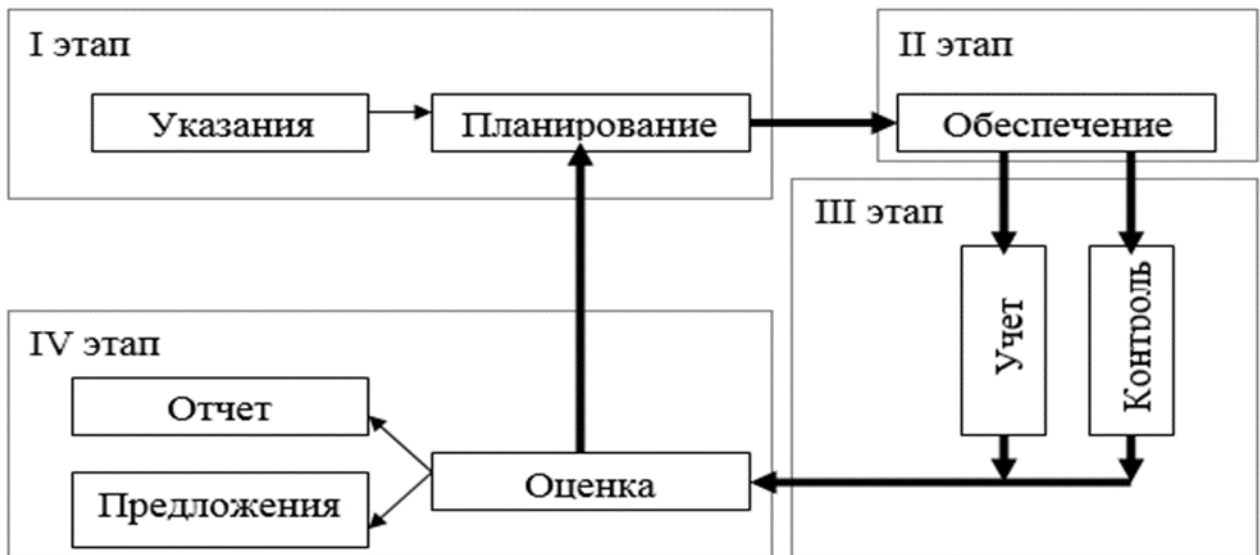 I этап
Указания
Планирование
II этап
Обеспечение
III этап
Учет
Контроль
IV этап
Отчет
Предложения
Оценка